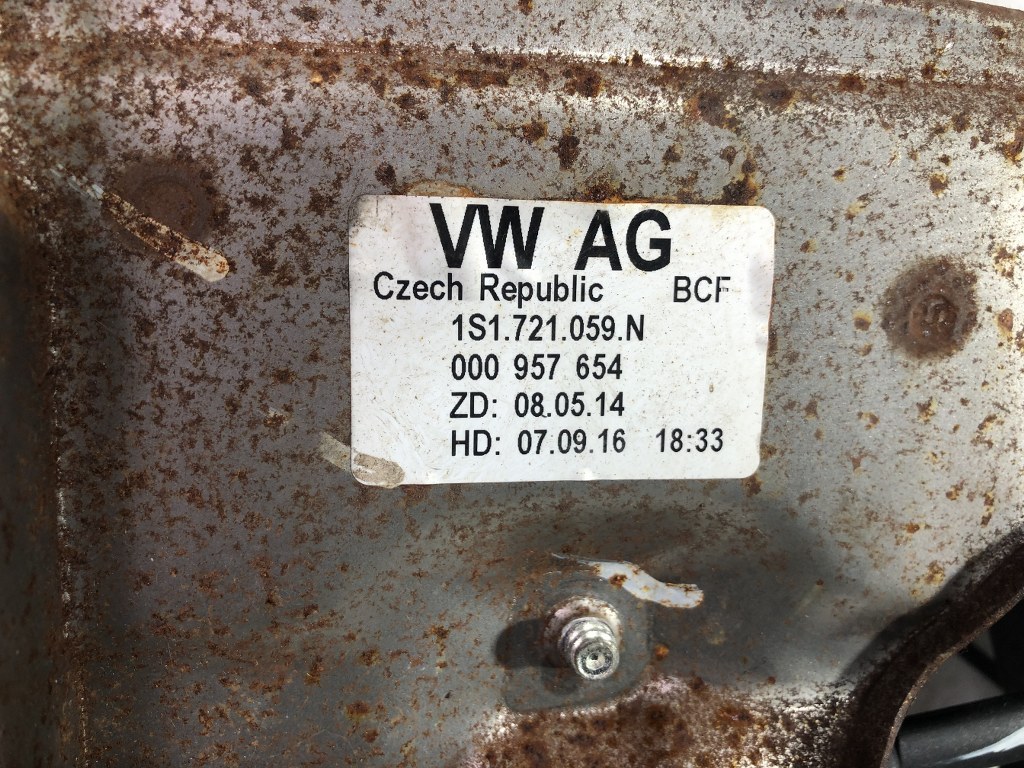 VW AG
Czech Republic BCF
1S1.721.059.N
000 957 654
ZD: 08.05.14
HD: 07.09.16 18:33